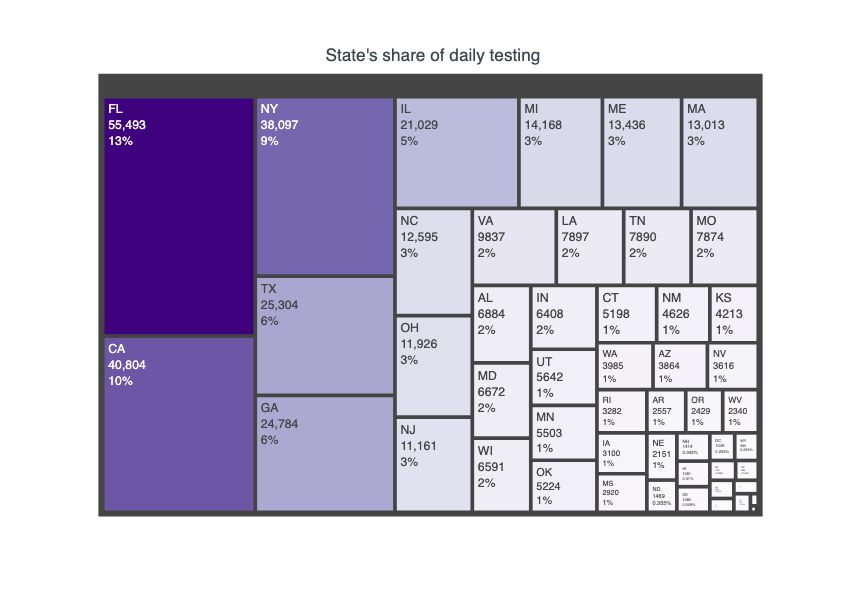 State's share of daily testing
FL
55,493
13%
CA
40,804
10%
NY
38,097
9%
TX
25,304
6%
GA
24,784
6%
IL
21,029
5%
MI
14,168
3%
ME
13,436
3%
MA
13,013
3%
NC
12,595
3%
OH
11,926
3%
NJ
11,161
3%
VA
9837
2%
LA
7897
2%
TN
7890
2%
MO
7874
2%
AL
6884
2%
MD
6672
2%
WI
6591
2%
IN
6408
2%
UT
5642
1%
MN
5503
1%
OK
5224
1%
CT
5198
1%
NM
4626
1%
KS
4213
1%
WA
3985
1%
AZ
3864
1%
NV
3616
1%
RI
3282
1%
IA
3100
1%
MS
2920
1%
AR
2557
1%
OR
2429
1%
WV
2340
1%
NE
2151
1%
ND
1469
0.355%
NH
1414
0.342%